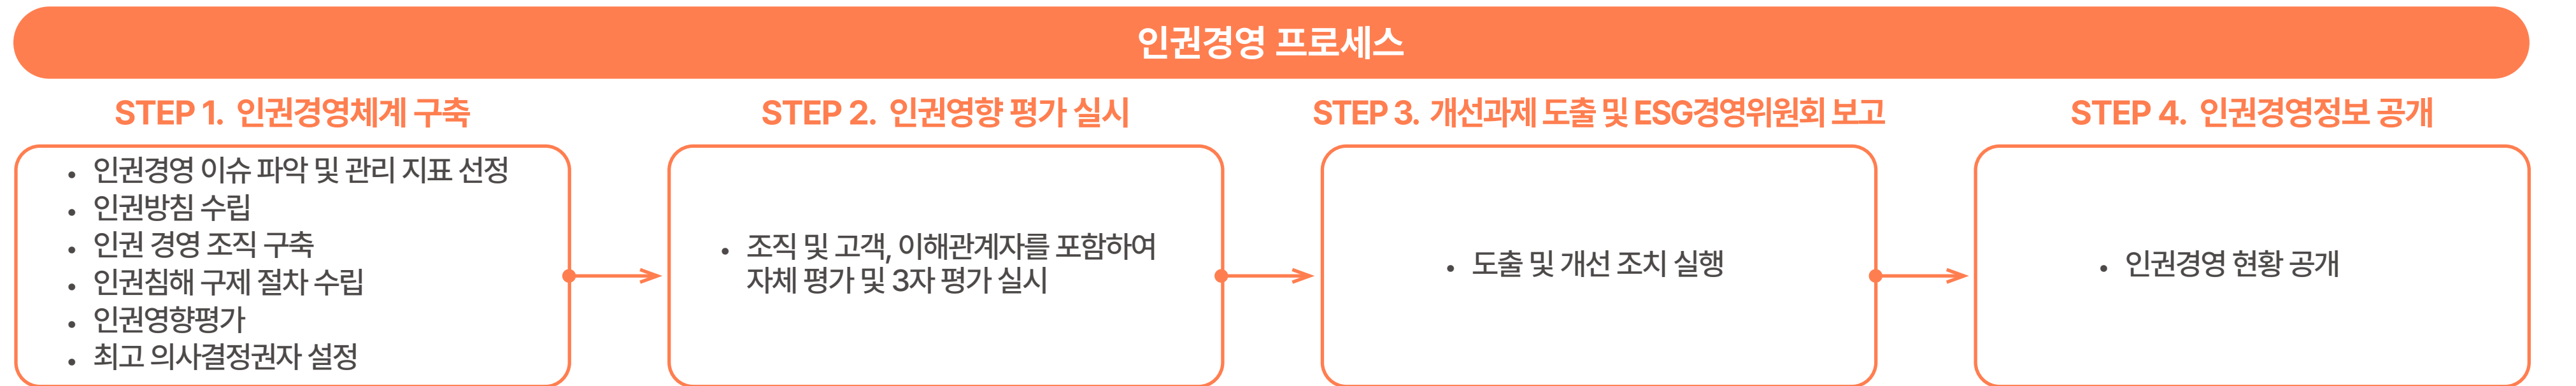 인권경영 프로세스
STEP 1. 인권경영체계 구축
• 인권경영 이슈 파악 및 관리 지표 선정
• 인권방침 수립
• 인권 경영 조직 구축
• 인권침해 구제 절차 수립
• 인권영향평가
• 최고 의사결정권자 설정
STEP 2. 인권영향 평가 실시
• 조직 및 고객, 이해관계자를 포함하여
자체 평가 및 3자 평가 실시
STEP 3. 개선과제 도출 및 ESG경영위원회 보고
• 도출 및 개선 조치 실행
STEP 4. 인권경영정보 공개
• 인권경영 현황 공개